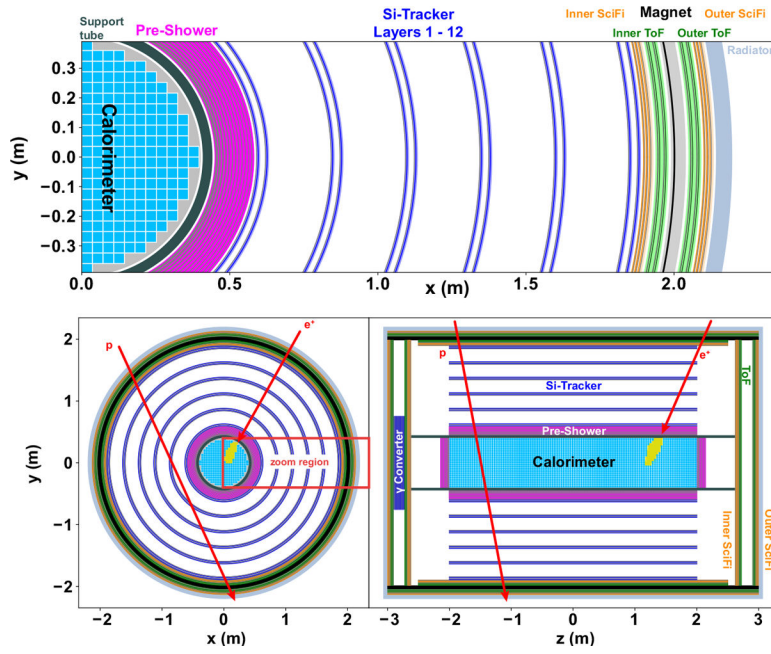 Support
tube
Pre-Shower
Si-Tracker
Layers 1 - 12
Inner SciFi
Magnet
Outer SciFi
Inner ToF
Outer ToF
Radiator
Calorimeter
y (m)
0.3
0.2
0.1
0.0
−0.1
−0.2
−0.3
0.0
0.5
1.0
1.5
2.0
x (m)
p
e⁺
zoom region
y (m)
2
1
0
−1
−2
−2
−1
0
1
2
x (m)
p
e⁺
Si-Tracker
ToF
Pre-Shower
γ Converter
Calorimeter
Inner SciFi
Outer SciFi
−3
−2
−1
0
1
2
3
z (m)